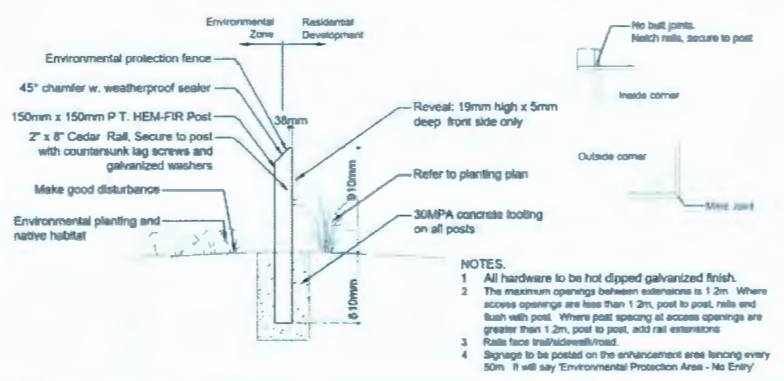 Environmental Zone
Residential Development
Environmental protection fence
45° chamfer w. weatherproof sealer
150mm x 150mm P T. HEM-FIR Post
38mm
2" x 8" Cedar Rail, Secure to post
with countersunk lag screws and
galvanized washers
Make good disturbance
Environmental planting and
native habitat
Reveal: 19mm high x 5mm
deep front side only
910mm
Refer to planting plan
30MPA concrete footing
on all posts
610mm
No butt joints.
Notch rails, secure to post
Inside corner
Outside corner
Mitre joint
NOTES.
1 All hardware to be hot dipped galvanized finish.
2 The maximum openings between extensions is 1 2m Where
access openings are less than 1 2m, post to post, rails end
flush with post Where post spacing at access openings are
greater then 1 2m, post to post, add rail extensions
3 Rails face trail/sidewalk/road.
4 Signage to be posted on the enhancement area fencing every
50m It will say 'Environmental Protection Area - No Entry'